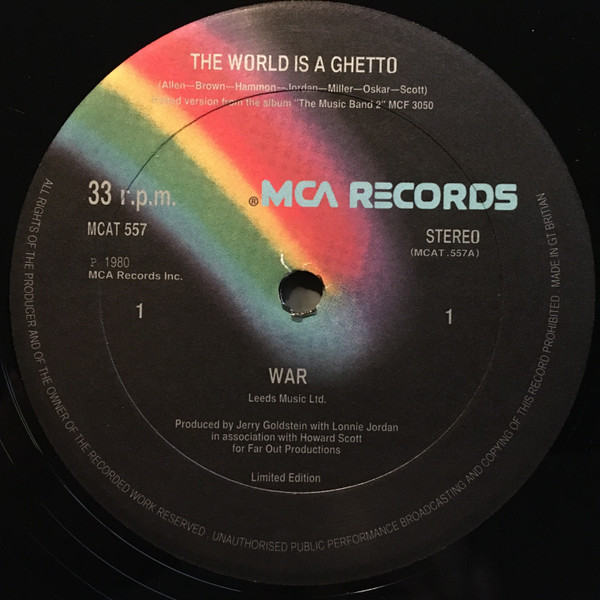 THE WORLD IS A GHETTO
(Allen—Brown—Hammon—Jordan—Miller—Oskar—Scott)
version from the album "The Music Band 2" MCF 3050
33 r.p.m.
® MCA RECORDS
MCAT 557
STEREO
(MCAT .557A)
P 1980
MCA Records Inc.
1
1
WAR
Leeds Music Ltd.
Produced by Jerry Goldstein with Lonnie Jordan
in association with Howard Scott
for Far Out Productions
Limited Edition
ALL RIGHTS OF THE PRODUCER AND OF THE OWNER OF THE RECORDED WORK RESERVED . UNAUTHORISED PUBLIC PERFORMANCE BROADCASTING AND COPYING OF THIS RECORD PROHIBITED MADE IN GT BRITIAN